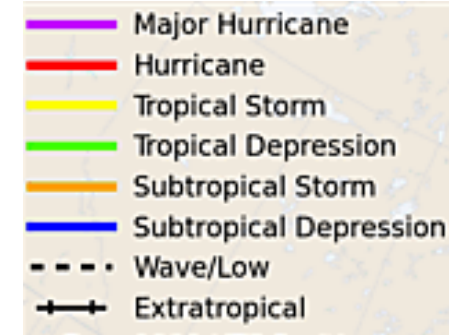 Major Hurricane
Hurricane
Tropical Storm
Tropical Depression
Subtropical Storm
Subtropical Depression
Wave/Low
Extratropical